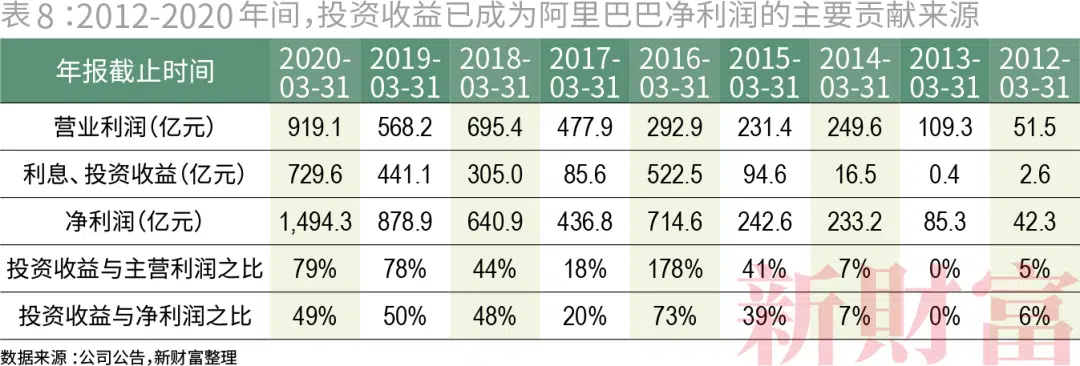 表8:2012-2020年间,投资收益已成为阿里巴巴净利润的主要贡献来源
年报截止时间 2020-03-31 2019-03-31 2018-03-31 2017-03-31 2016-03-31 2015-03-31 2014-03-31 2013-03-31 2012-03-31
营业利润(亿元) 919.1 568.2 695.4 477.9 292.9 231.4 249.6 109.3 51.5
利息、投资收益(亿元) 729.6 441.1 305.0 85.6 522.5 94.6 16.5 0.4 2.6
净利润(亿元) 1,494.3 878.9 640.9 436.8 714.6 242.6 233.2 85.3 42.3
投资收益与主营利润之比 79% 78% 44% 18% 178% 41% 7% 0% 5%
投资收益与净利润之比 49% 50% 48% 20% 73% 39% 7% 0% 6%
新財富
数据来源:公司公告,新财富整理